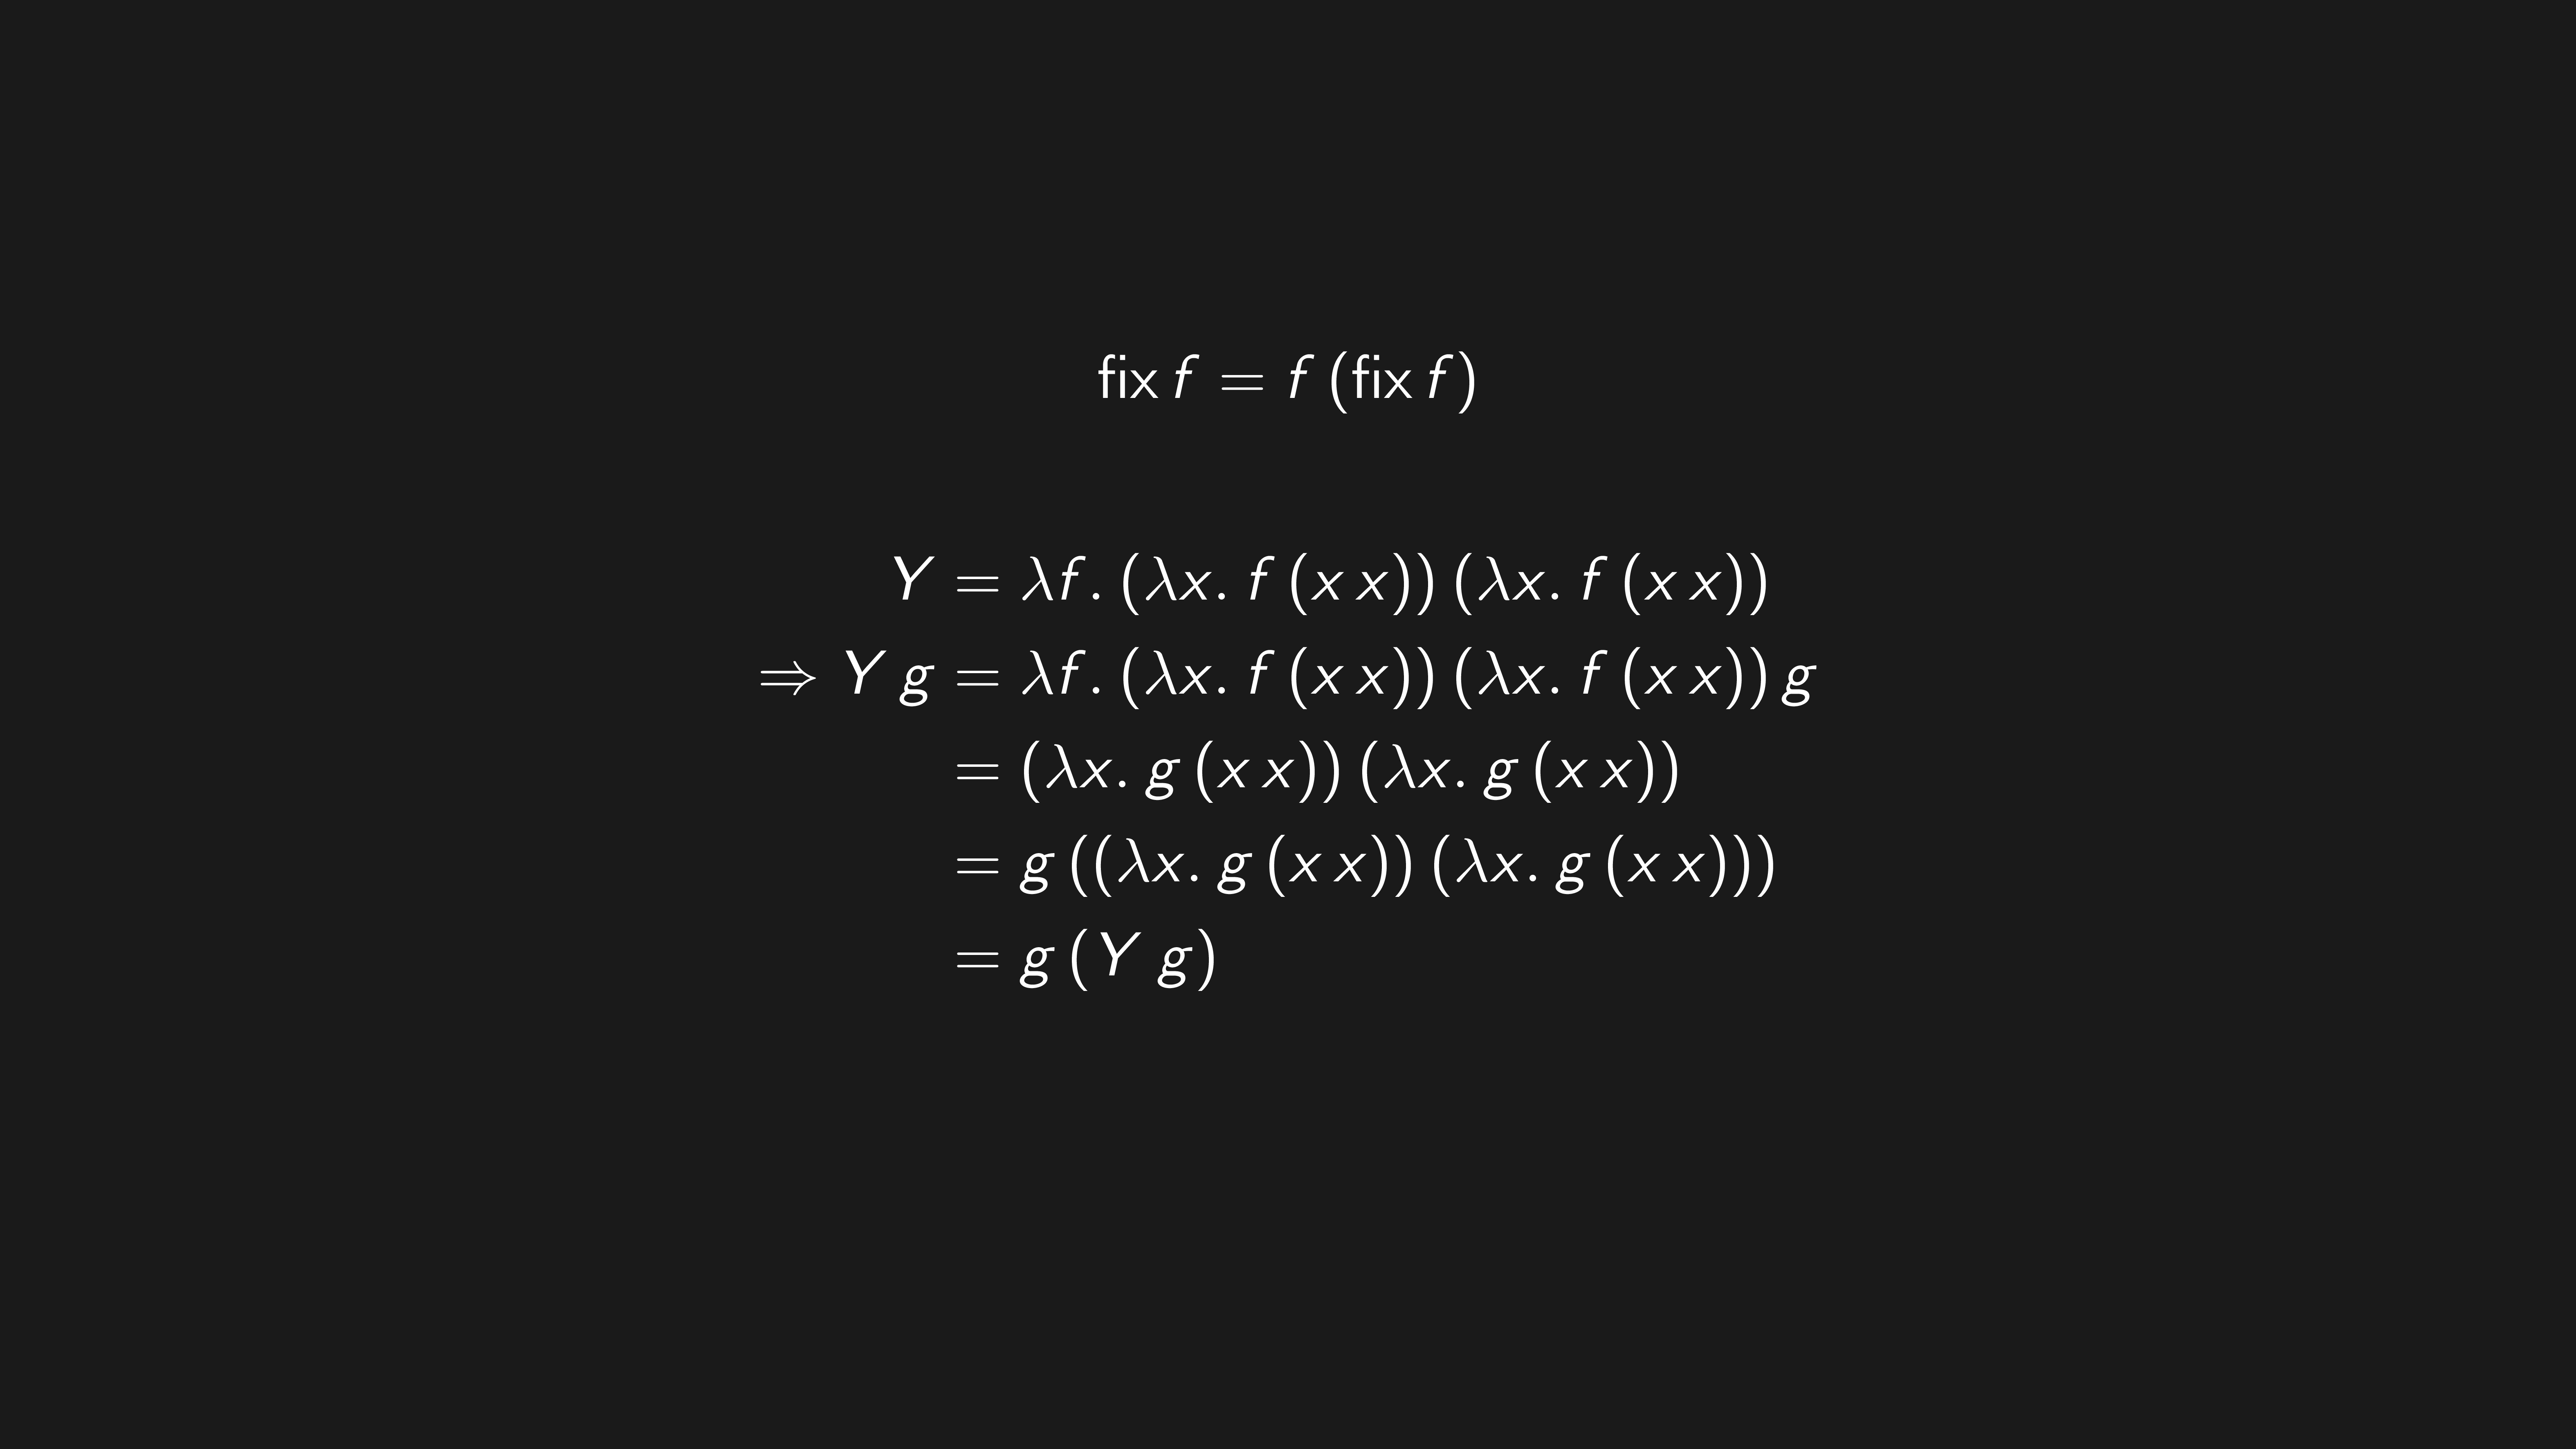 fix f = f (fix f)
Y = λf. (λx. f (x x)) (λx. f (x x))
⇒ Y g = λf. (λx. f (x x)) (λx. f (x x)) g
= (λx. g (x x)) (λx. g (x x))
= g ((λx. g (x x)) (λx. g (x x)))
= g (Y g)